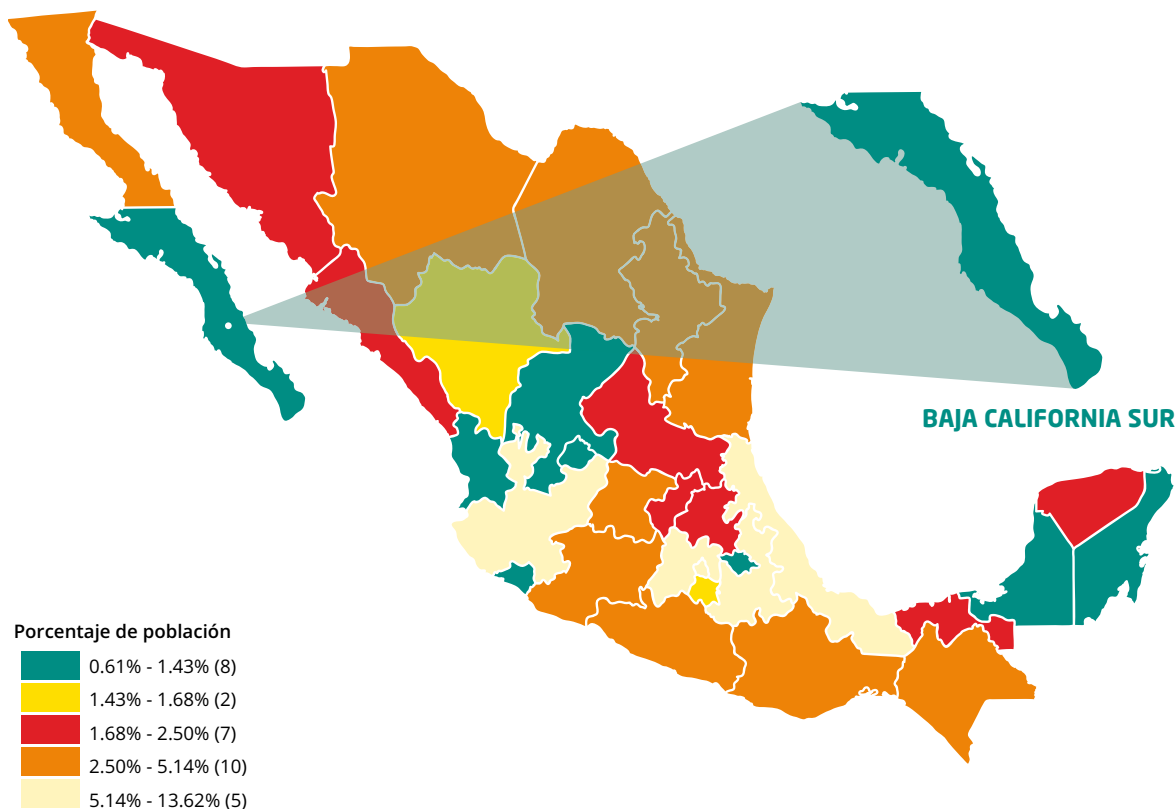 BAJA CALIFORNIA SUR
Porcentaje de población
0.61% - 1.43% (8)
1.43% - 1.68% (2)
1.68% - 2.50% (7)
2.50% - 5.14% (10)
5.14% - 13.62% (5)